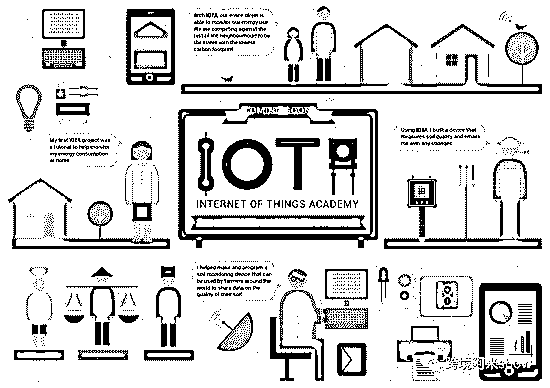 With IOTA, our whole street is
able to monitor our energy use.
We are competing against the
rest of the neighbourhood to be
the street with the lowest
carbon footprint!
COMING SOON
My first IOTA project was
a tutorial to help monitor
my energy consumption
at home
Using IOTA, I built a device that
measures soil quality and emails
me with any changes
IOTA
INTERNET OF THINGS ACADEMY
I helped make and program a
soil monitoring device that can
be used by farmers around the
world to share data on the
quality of their soil